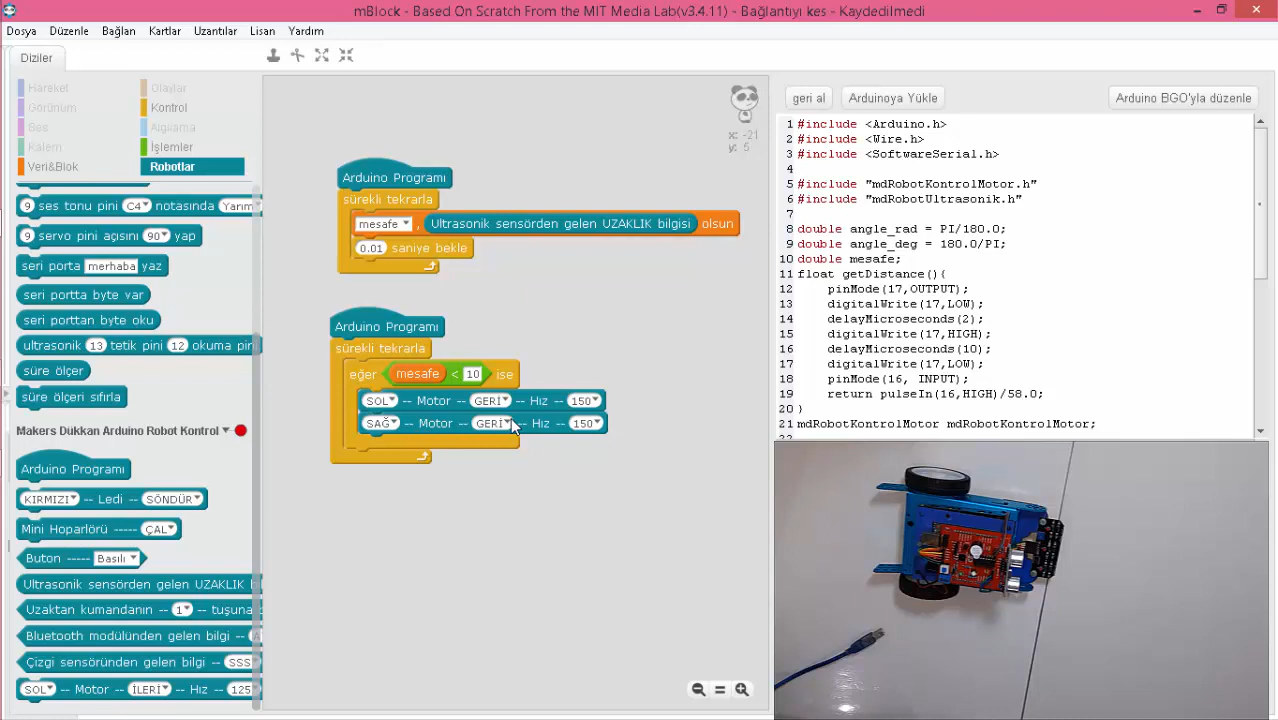 mBlock - Based On Scratch From the MIT Media Lab(v3.4.11) - Bağlantıyı kes - Kaydedilmedi
Dosya Düzenle Bağlan Kartlar Uzantılar Lisan Yardım
Diziler
Hareket
Görünüm
Ses
Kalem
Veri&Blok
Olaylar
Kontrol
Algılama
İşlemler
Robotlar
9 ses tonu pini C4 notasında Yarım
9 servo pini açısını 90 yap
seri porta merhaba yaz
seri portta byte var
seri porttan byte oku
ultrasonik 13 tetik pini 12 okuma pini
süre ölçer
süre ölçeri sıfırla
Makers Dükkan Arduino Robot Kontrol
Arduino Programı
KIRMIZI -- Ledi -- SÖNDÜR
Mini Hoparlörü ----- ÇAL
Buton ----- Basılı
Ultrasonik sensörden gelen UZAKLIK
Uzaktan kumandanın -- 1 -- tuşuna
Bluetooth modülünden gelen bilgi --
Çizgi sensöründen gelen bilgi -- SSS
SOL -- Motor -- İLERİ -- Hız -- 125
x: -21
y: 5
Arduino Programı
sürekli tekrarla
mesafe , Ultrasonik sensörden gelen UZAKLIK bilgisi olsun
0.01 saniye bekle
Arduino Programı
sürekli tekrarla
eğer mesafe < 10 ise
SOL -- Motor -- GERİ -- Hız -- 150
SAĞ -- Motor -- GERİ -- Hız -- 150
geri al Arduinoya Yükle Arduino BGO'yla düzenle
1 #include <Arduino.h>
2 #include <Wire.h>
3 #include <SoftwareSerial.h>
4
5 #include "mdRobotKontrolMotor.h"
6 #include "mdRobotUltrasonik.h"
7
8 double angle_rad = PI/180.0;
9 double angle_deg = 180.0/PI;
10 double mesafe;
11 float getDistance(){
12 pinMode(17,OUTPUT);
13 digitalWrite(17,LOW);
14 delayMicroseconds(2);
15 digitalWrite(17,HIGH);
16 delayMicroseconds(10);
17 digitalWrite(17,LOW);
18 pinMode(16, INPUT);
19 return pulseIn(16,HIGH)/58.0;
20 }
21 mdRobotKontrolMotor mdRobotKontrolMotor;